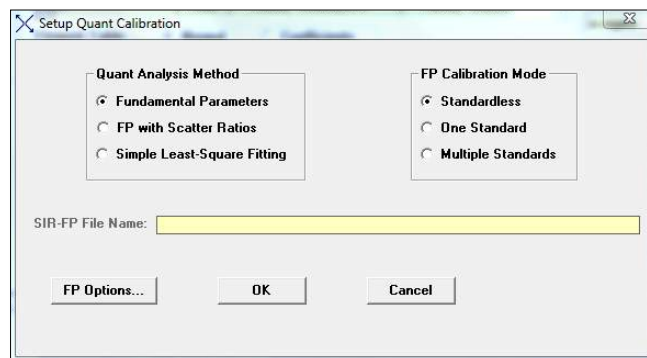 Setup Quant Calibration
Quant Analysis Method
Fundamental Parameters
FP with Scatter Ratios
Simple Least-Square Fitting
FP Calibration Mode
Standardless
One Standard
Multiple Standards
SIR-FP File Name:
FP Options...
OK
Cancel